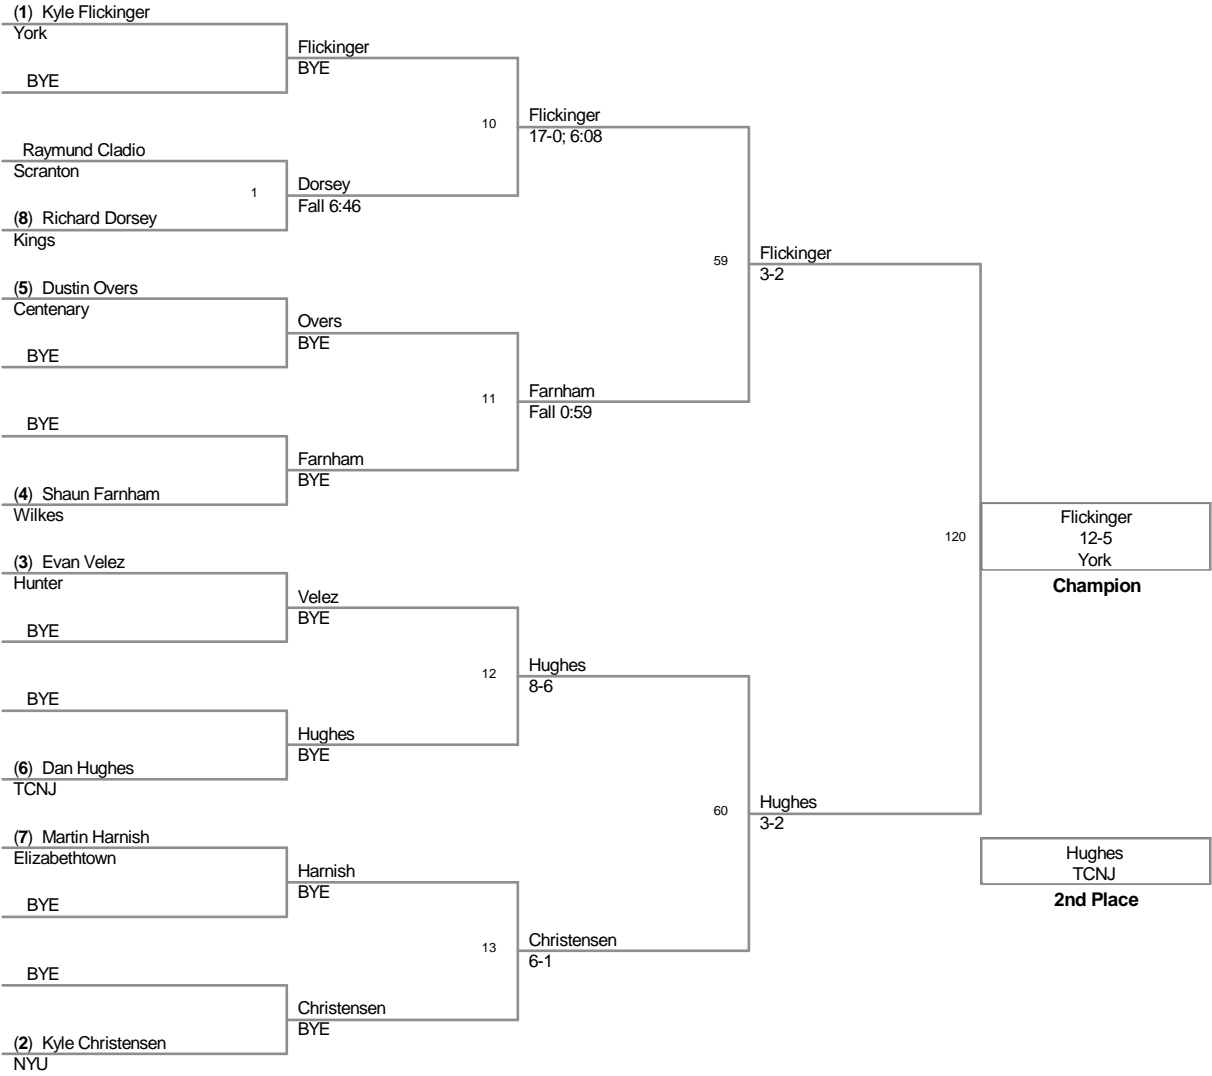 (1) Kyle Flickinger
York
BYE
Flickinger
BYE
Raymund Cladio
Scranton
(8) Richard Dorsey
Kings
1
Dorsey
Fall 6:46
10
Flickinger
17-0; 6:08
(5) Dustin Overs
Centenary
BYE
Overs
BYE
BYE
(4) Shaun Farnham
Wilkes
Farnham
BYE
11
Farnham
Fall 0:59
59
Flickinger
3-2
(3) Evan Velez
Hunter
BYE
Velez
BYE
BYE
(6) Dan Hughes
TCNJ
Hughes
BYE
12
Hughes
8-6
(7) Martin Harnish
Elizabethtown
BYE
Harnish
BYE
BYE
(2) Kyle Christensen
NYU
Christensen
BYE
13
Christensen
6-1
60
Hughes
3-2
120
Flickinger
12-5
York
Champion
Hughes
TCNJ
2nd Place